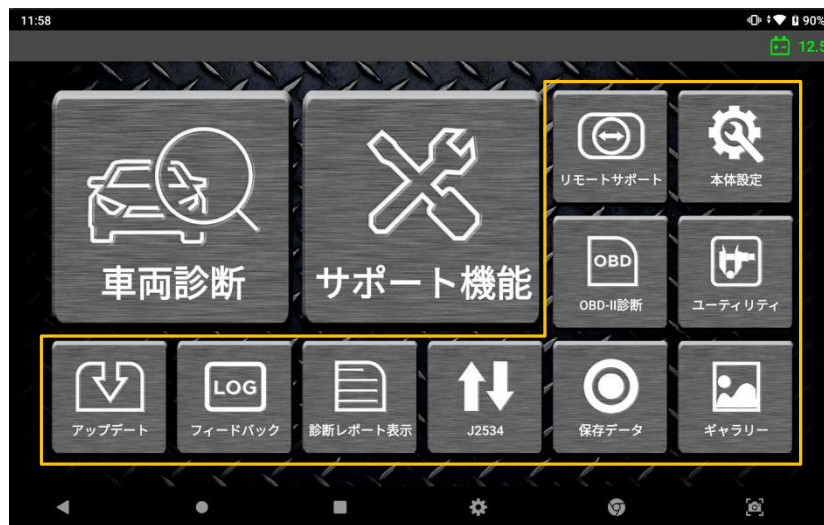 11:58
90%
12.5
車両診断
サポート機能
リモートサポート
本体設定
OBD
OBD-II診断
ユーティリティ
アップデート
LOG
フィードバック
診断レポート表示
J2534
保存データ
ギャラリー